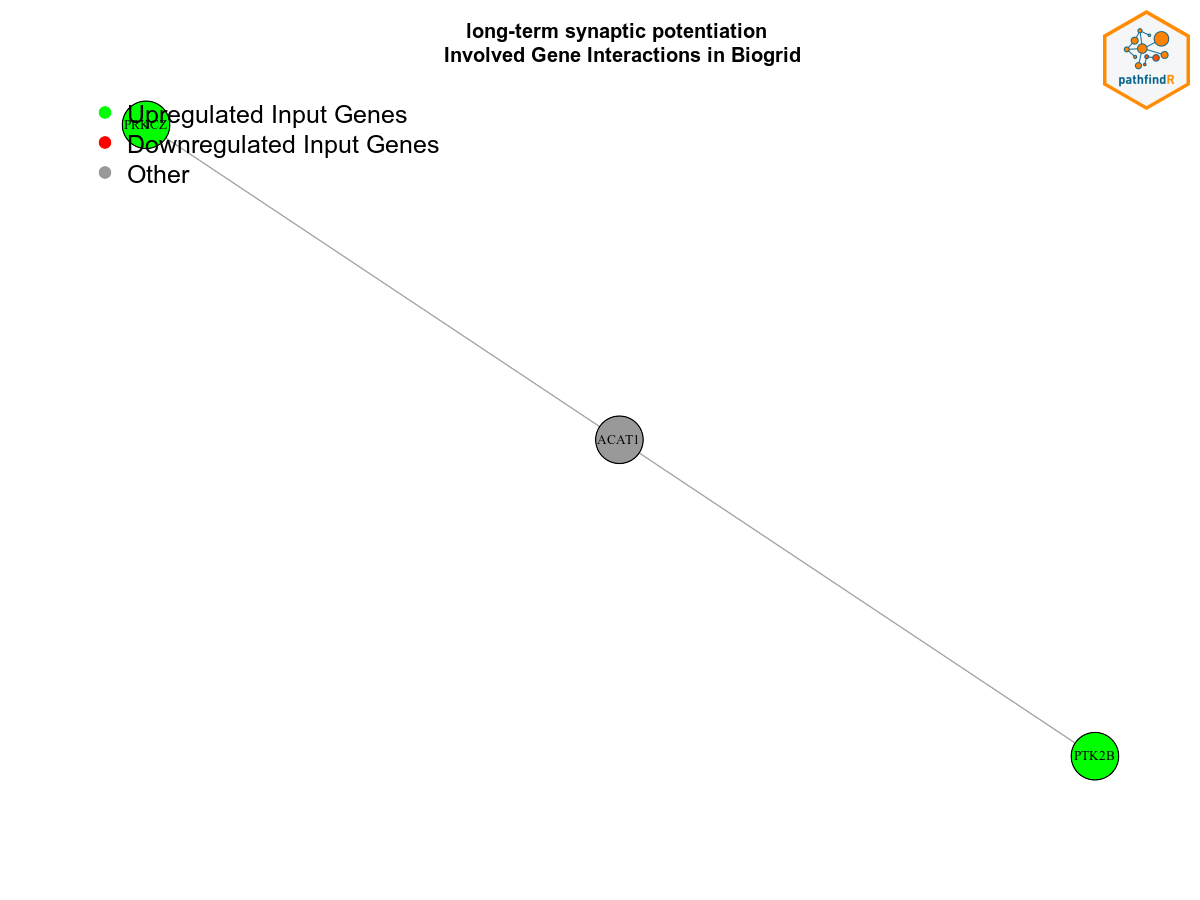 long-term synaptic potentiation
Involved Gene Interactions in Biogrid
pathfindR
Upregulated Input Genes
PRKCZ
Downregulated Input Genes
Other
ACAT1
PTK2B